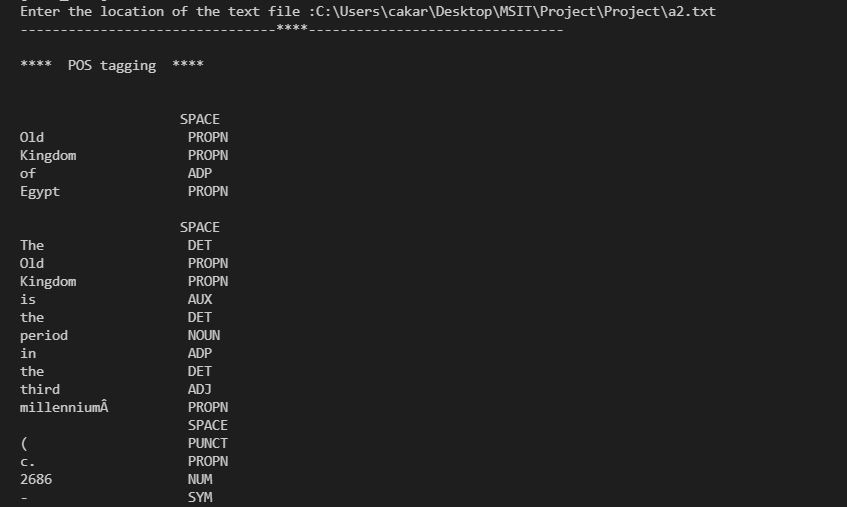 Enter the location of the text file :C:\Users\cakar\Desktop\MSIT\Project\Project\a2.txt
--------------------------------****--------------------------------
**** POS tagging ****
SPACE
Old PROPN
Kingdom PROPN
of ADP
Egypt PROPN
SPACE
The DET
Old PROPN
Kingdom PROPN
is AUX
the DET
period NOUN
in ADP
the DET
third ADJ
millenniumÂ PROPN
SPACE
( PUNCT
c. PROPN
2686 NUM
- SYM